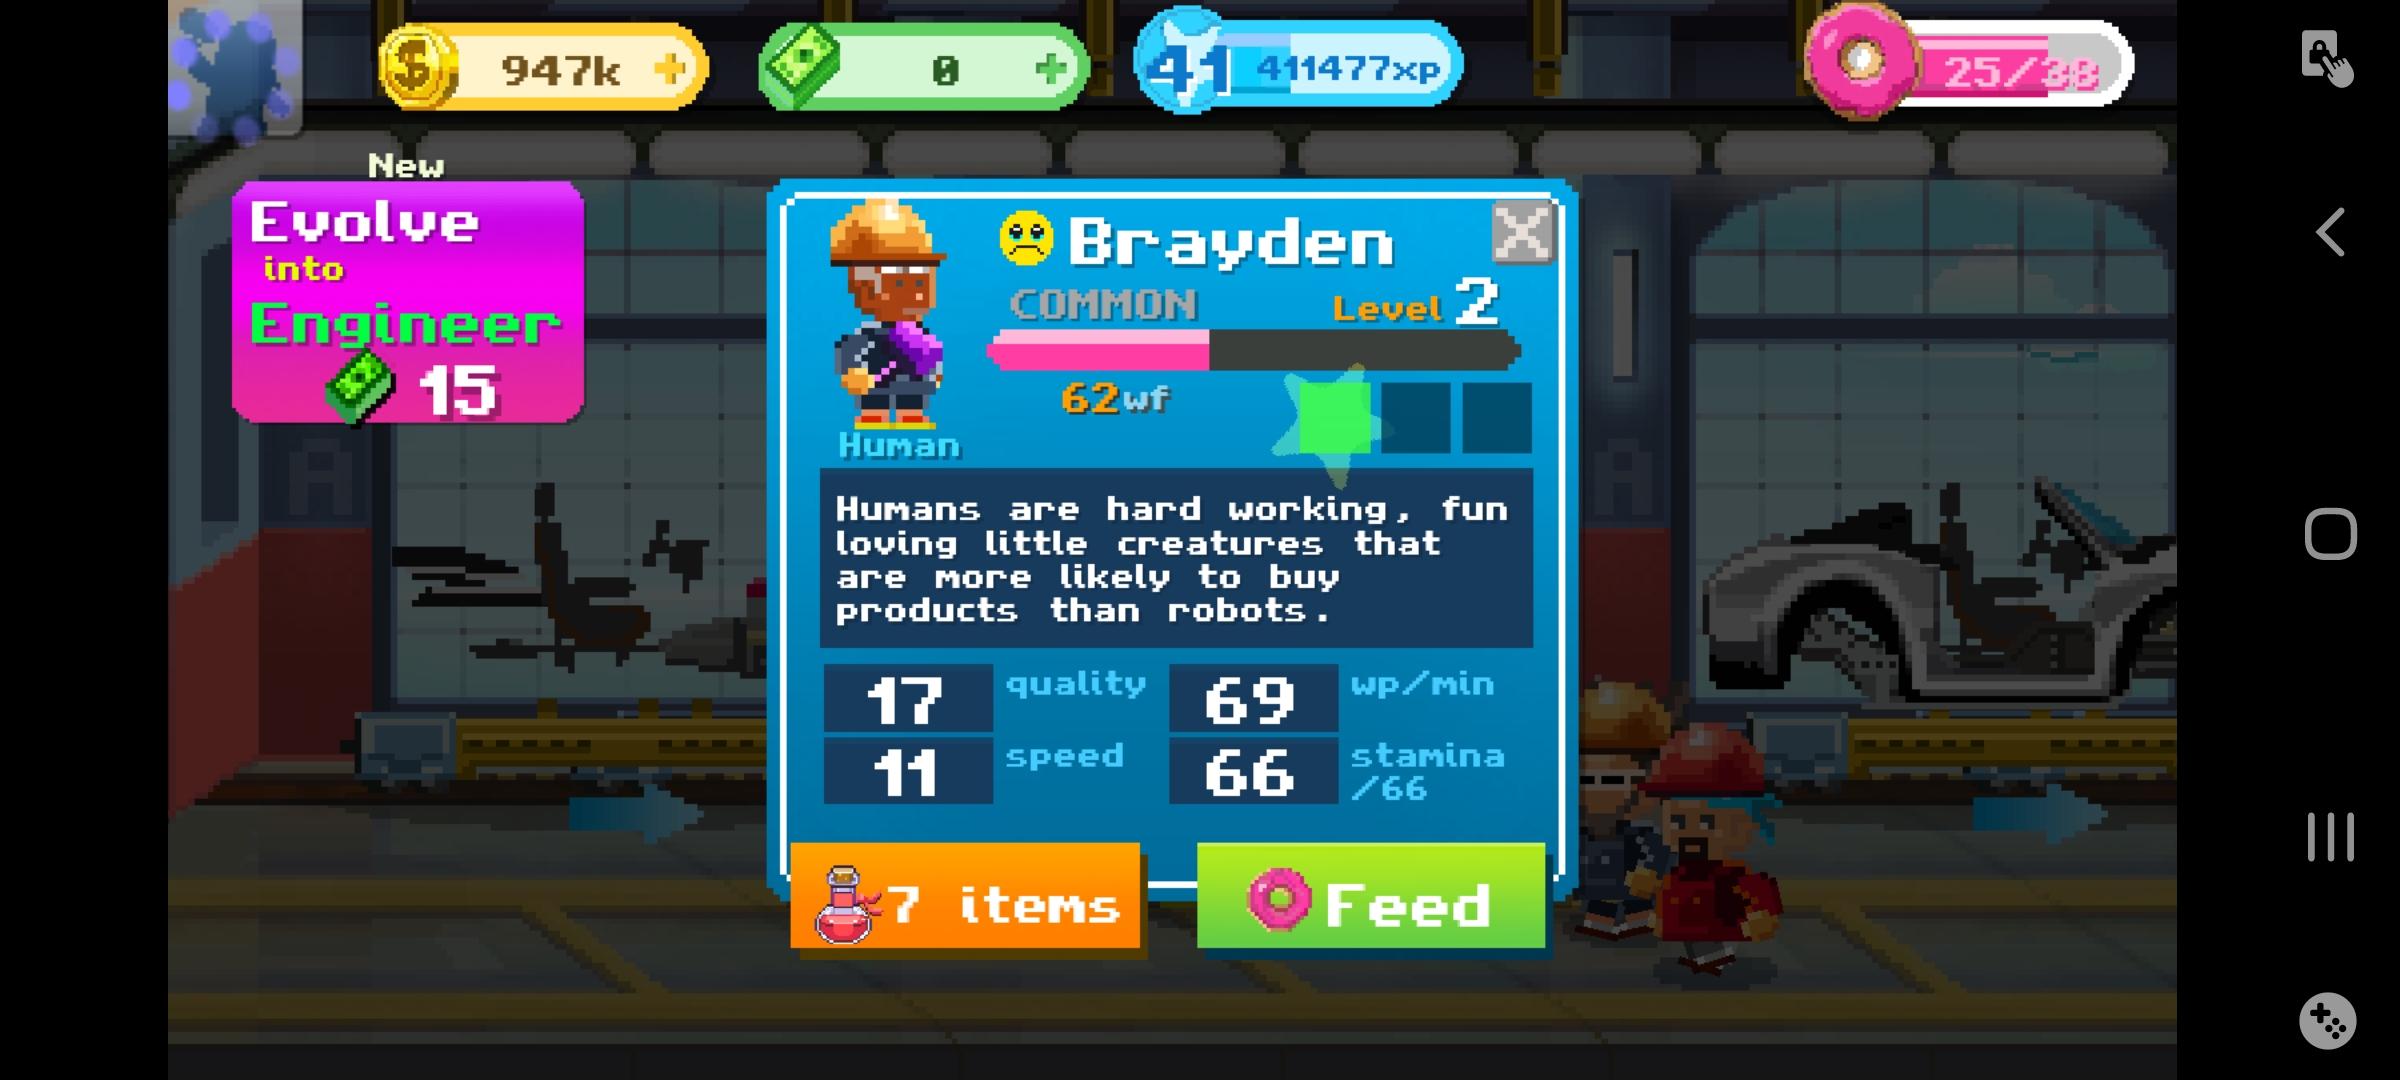 947k
0
41 411477xp
25/38
New
Evolve
into
Engineer
15
Brayden
COMMON Level 2
62wf
Human
Humans are hard working, fun
loving little creatures that
are more likely to buy
products than robots.
17 quality 69 wp/min
11 speed 66 stamina
/66
7 items
Feed
A
A